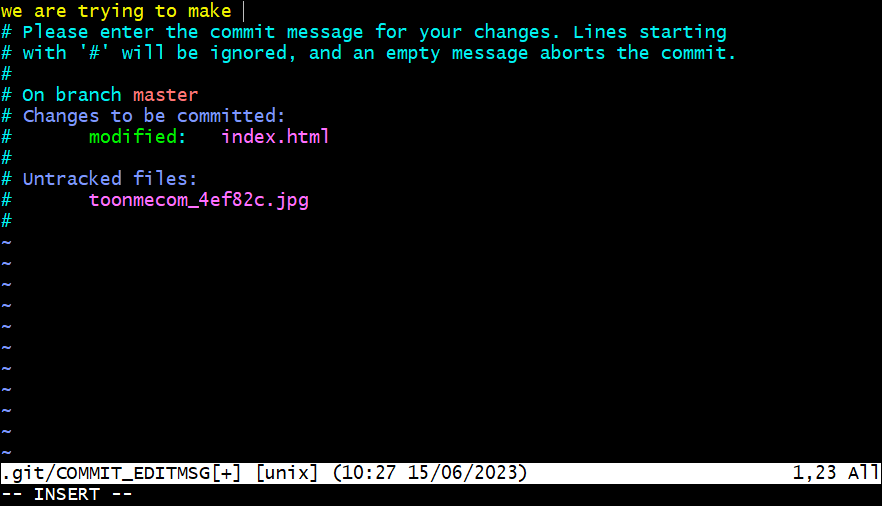 we are trying to make
# Please enter the commit message for your changes. Lines starting
# with '#' will be ignored, and an empty message aborts the commit.
#
# On branch master
# Changes to be committed:
#       modified:   index.html
#
# Untracked files:
#       toonmecom_4ef82c.jpg
#
~
~
~
~
~
~
~
~
~
~
~
.git/COMMIT_EDITMSG[+] [unix] (10:27 15/06/2023) 1,23 All
-- INSERT --